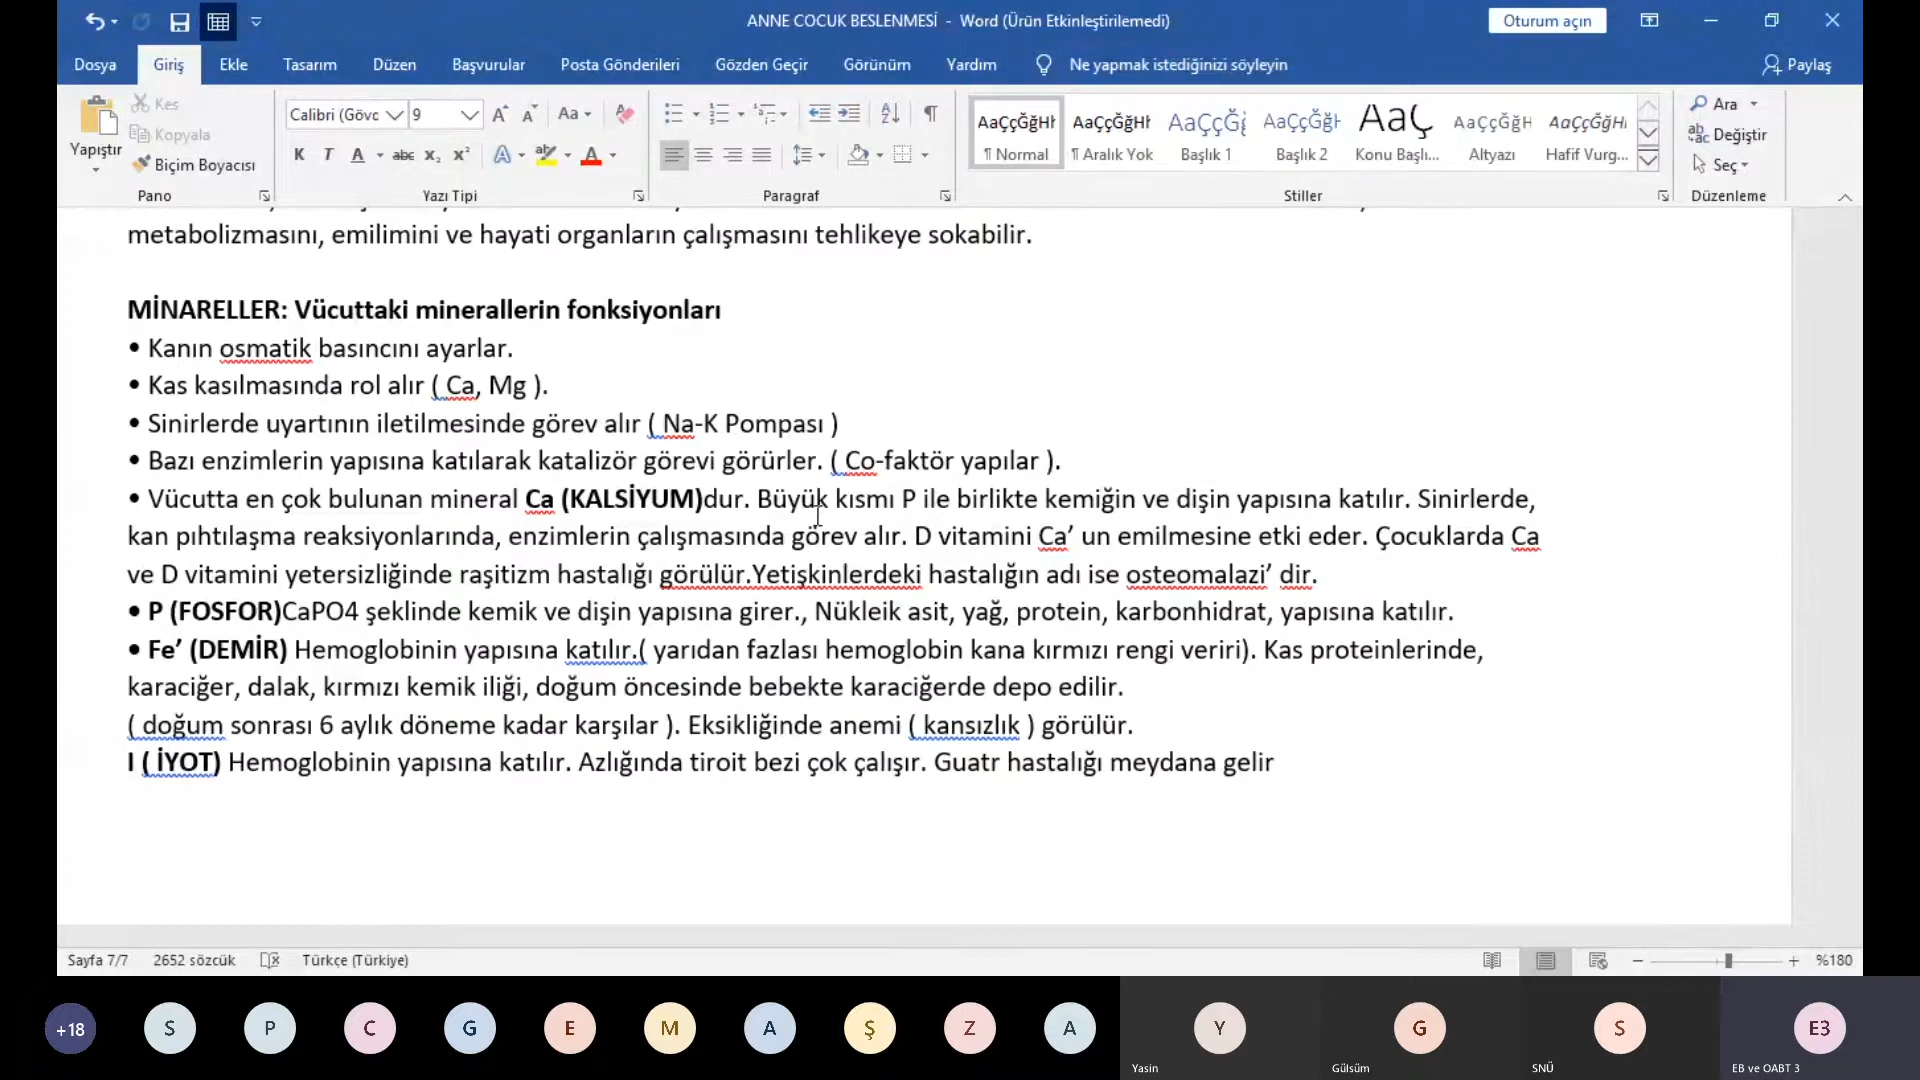 ANNE COCUK BESLENMESİ - Word (Ürün Etkinleştirilemedi)
Oturum açın
Dosya Giriş Ekle Tasarım Düzen Başvurular Posta Gönderileri Gözden Geçir Görünüm Yardım Ne yapmak istediğinizi söyleyin Paylaş
Yapıştır
Kes
Kopyala
Biçim Boyacısı
Pano
Calibri (Gövc 9
Yazı Tipi
Paragraf
AaÇçĞğHł AaÇçĞğHł AaÇçĞğ AaÇçĞğH AaÇ AaÇçĞğH AaÇçĞğHı
¶ Normal ¶ Aralık Yok Başlık 1 Başlık 2 Konu Başlı... Altyazı Hafif Vurg...
Stiller
Ara
Değiştir
Seç
Düzenleme
metabolizmasını, emilimini ve hayati organların çalışmasını tehlikeye sokabilir.
MİNARELLER: Vücuttaki minerallerin fonksiyonları
• Kanın osmatik basıncını ayarlar.
• Kas kasılmasında rol alır ( Ca, Mg ).
• Sinirlerde uyartının iletilmesinde görev alır ( Na-K Pompası )
• Bazı enzimlerin yapısına katılarak katalizör görevi görürler. ( Co-faktör yapılar ).
• Vücutta en çok bulunan mineral Ca (KALSİYUM)dur. Büyük kısmı P ile birlikte kemiğin ve dişin yapısına katılır. Sinirlerde,
kan pıhtılaşma reaksiyonlarında, enzimlerin çalışmasında görev alır. D vitamini Ca’ un emilmesine etki eder. Çocuklarda Ca
ve D vitamini yetersizliğinde raşitizm hastalığı görülür.Yetişkinlerdeki hastalığın adı ise osteomalazi’ dir.
• P (FOSFOR)CaPO4 şeklinde kemik ve dişin yapısına girer., Nükleik asit, yağ, protein, karbonhidrat, yapısına katılır.
• Fe’ (DEMİR) Hemoglobinin yapısına katılır.( yarıdan fazlası hemoglobin kana kırmızı rengi veriri). Kas proteinlerinde,
karaciğer, dalak, kırmızı kemik iliği, doğum öncesinde bebekte karaciğerde depo edilir.
( doğum sonrası 6 aylık döneme kadar karşılar ). Eksikliğinde anemi ( kansızlık ) görülür.
I ( İYOT) Hemoglobinin yapısına katılır. Azlığında tiroit bezi çok çalışır. Guatr hastalığı meydana gelir
Sayfa 7/7 2652 sözcük Türkçe (Türkiye) %180
+18 S P C G E M A Ş Z A Y G S E3
Yasin Gülsüm SNÜ EB ve OABT 3